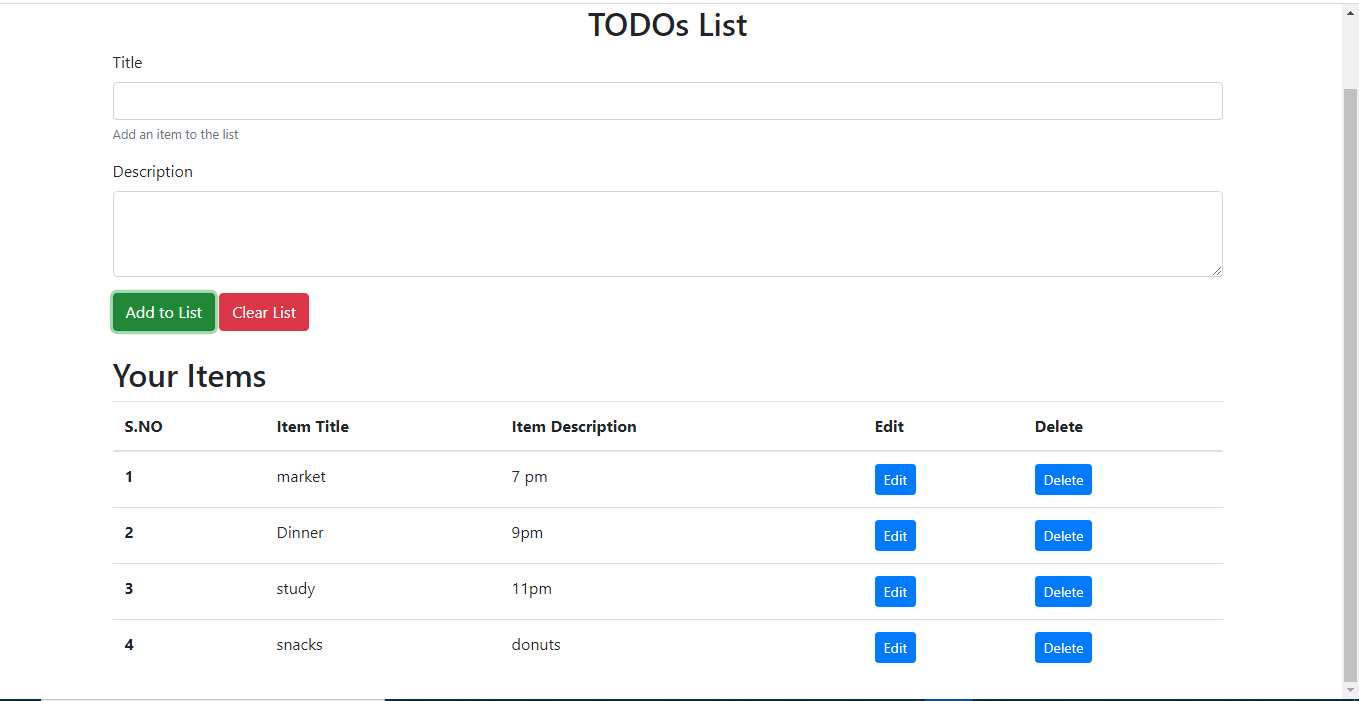 TODOs List
Title
Add an item to the list
Description
Add to List Clear List
Your Items
S.NO Item Title Item Description Edit Delete
1 market 7 pm Edit Delete
2 Dinner 9pm Edit Delete
3 study 11pm Edit Delete
4 snacks donuts Edit Delete